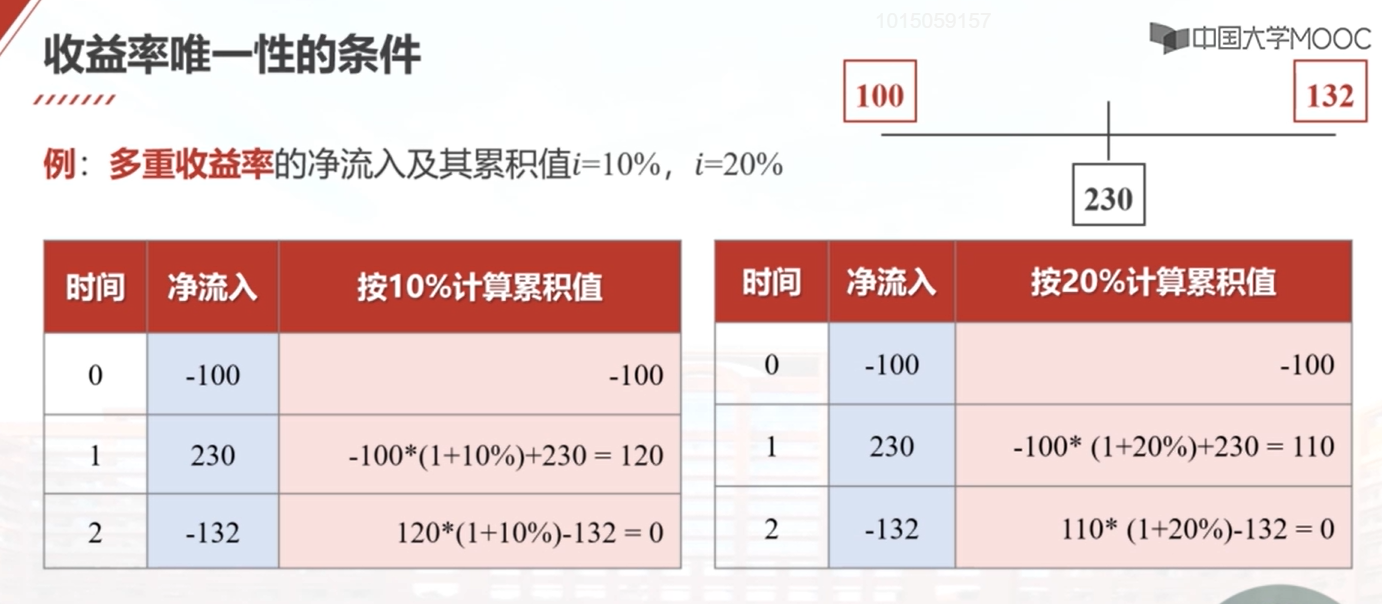 1015059157
中国大学MOOC
收益率唯一性的条件
100
132
230
例：多重收益率的净流入及其累积值i=10%，i=20%
时间 净流入 按10%计算累积值
0 -100 -100
1 230 -100*(1+10%)+230 = 120
2 -132 120*(1+10%)-132 = 0
时间 净流入 按20%计算累积值
0 -100 -100
1 230 -100* (1+20%)+230 = 110
2 -132 110* (1+20%)-132 = 0